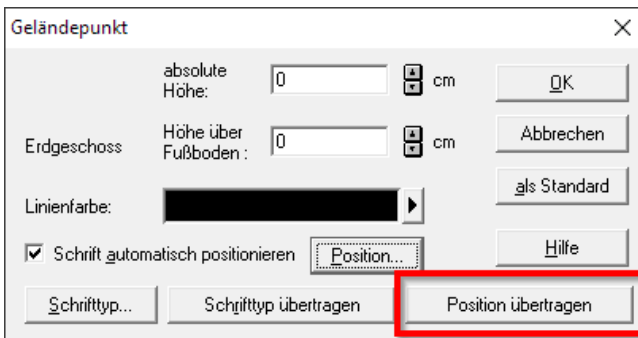 Geländepunkt
absolute
Höhe:
0
cm
OK
Erdgeschoss
Höhe über
Fußboden :
0
cm
Abbrechen
Linienfarbe:
als Standard
Schrift automatisch positionieren
Position...
Hilfe
Schrifttyp...
Schrifttyp übertragen
Position übertragen